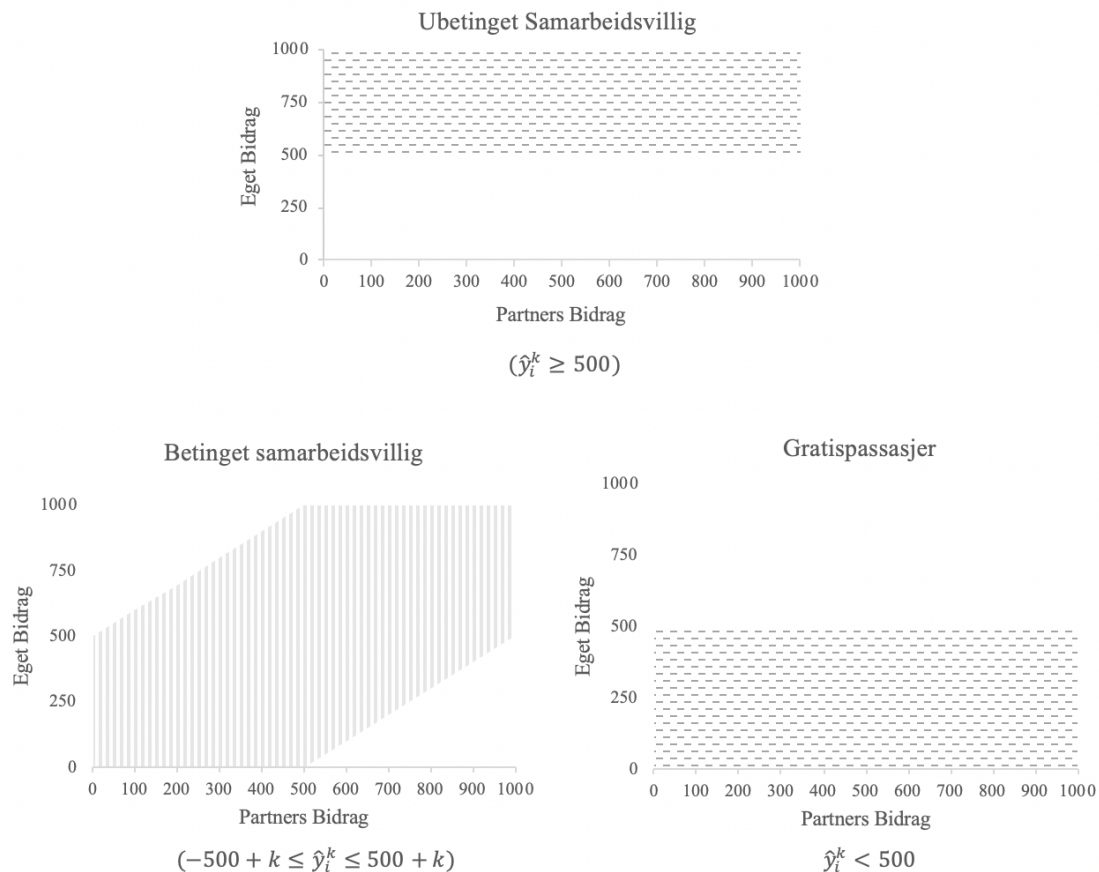 Ubetinget Samarbeidsvillig
1000
750
500
250
0
Eget Bidrag
0 100 200 300 400 500 600 700 800 900 1000
Partners Bidrag
(ŷᵢᵏ ≥ 500)
Betinget samarbeidsvillig
1000
750
500
250
0
Eget Bidrag
0 100 200 300 400 500 600 700 800 900 1000
Partners Bidrag
(−500 + k ≤ ŷᵢᵏ ≤ 500 + k)
Gratispassasjer
1000
750
500
250
0
Eget Bidrag
0 100 200 300 400 500 600 700 800 900 1000
Partners Bidrag
ŷᵢᵏ < 500